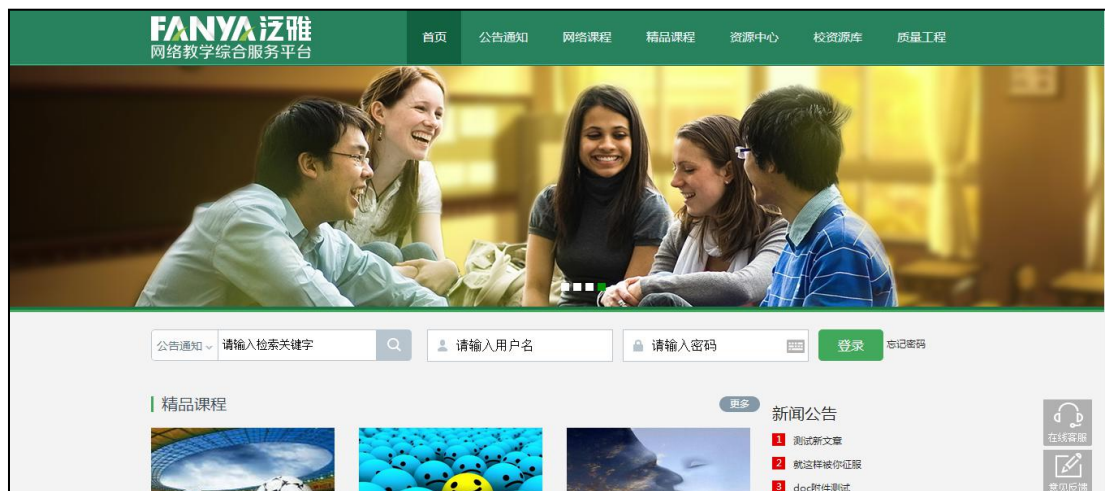 FANYA 泛雅
网络教学综合服务平台
首页 公告通知 网络课程 精品课程 资源中心 校资源库 质量工程
公告通知 请输入检索关键字 请输入用户名 请输入密码 登录 忘记密码
精品课程 更多
新闻公告
1 测试新文章
2 就这样被你征服
3 doc附件测试
在线客服
意见反馈